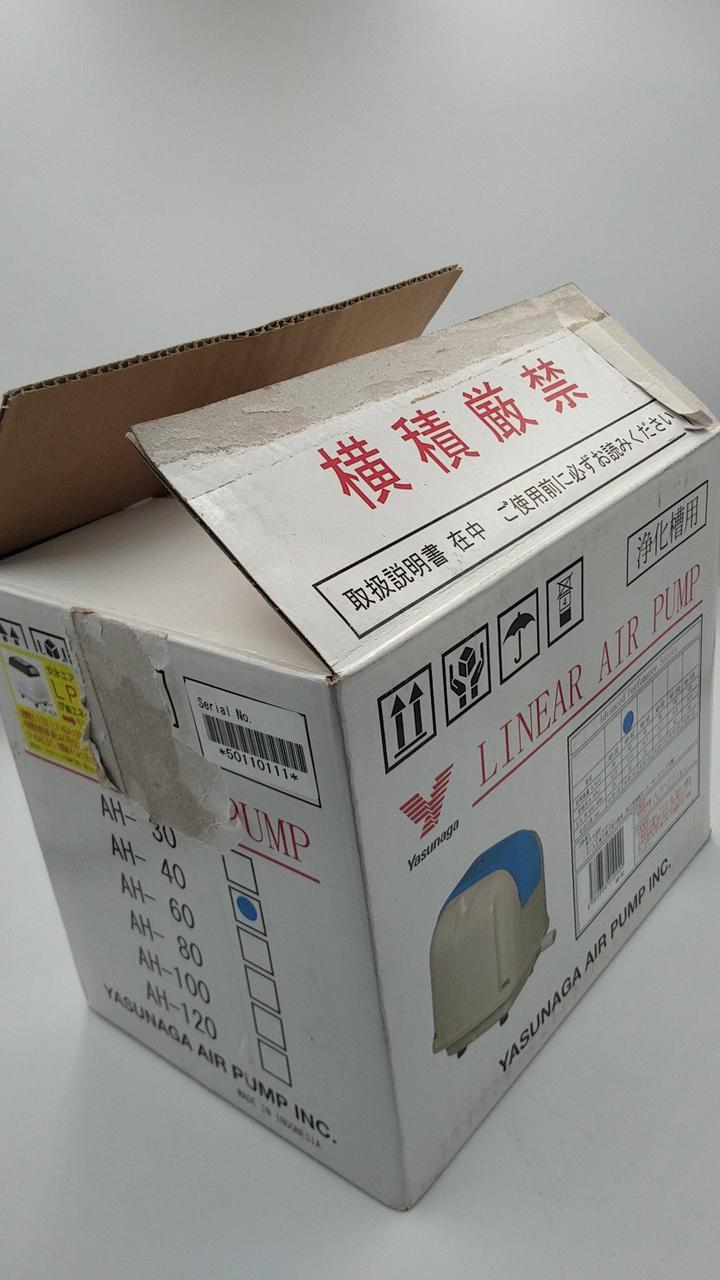 横積厳禁
取扱説明書 在中 ご使用前に必ずお読みください
浄化槽用
LINEAR AIR PUMP
Yasunaga
YASUNAGA AIR PUMP INC.
LP
Serial No.
*50110111*
PUMP
AH- 30
AH- 40
AH- 60
AH- 80
AH-100
AH-120
YASUNAGA AIR PUMP INC.
MADE IN INDONESIA